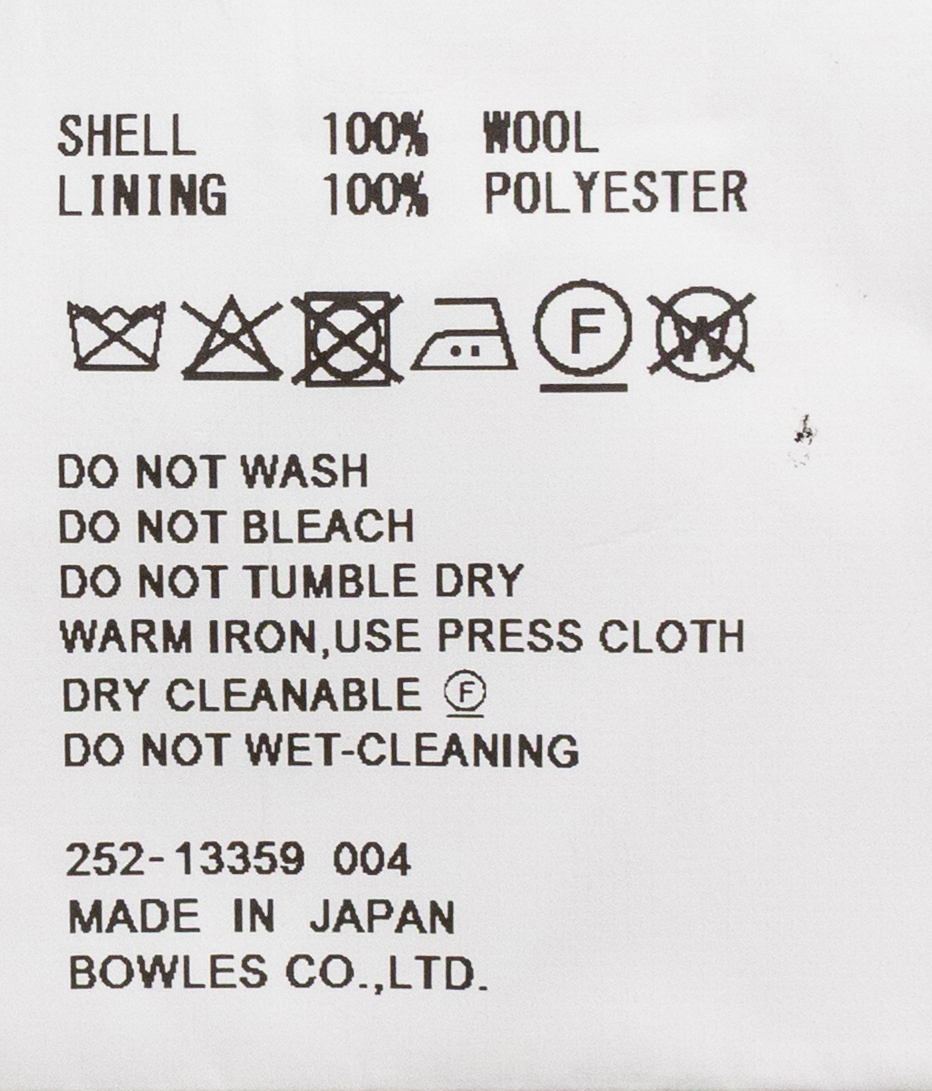 SHELL 100% WOOL
LINING 100% POLYESTER
F W
DO NOT WASH
DO NOT BLEACH
DO NOT TUMBLE DRY
WARM IRON,USE PRESS CLOTH
DRY CLEANABLE Ⓕ
DO NOT WET-CLEANING
252-13359 004
MADE IN JAPAN
BOWLES CO.,LTD.